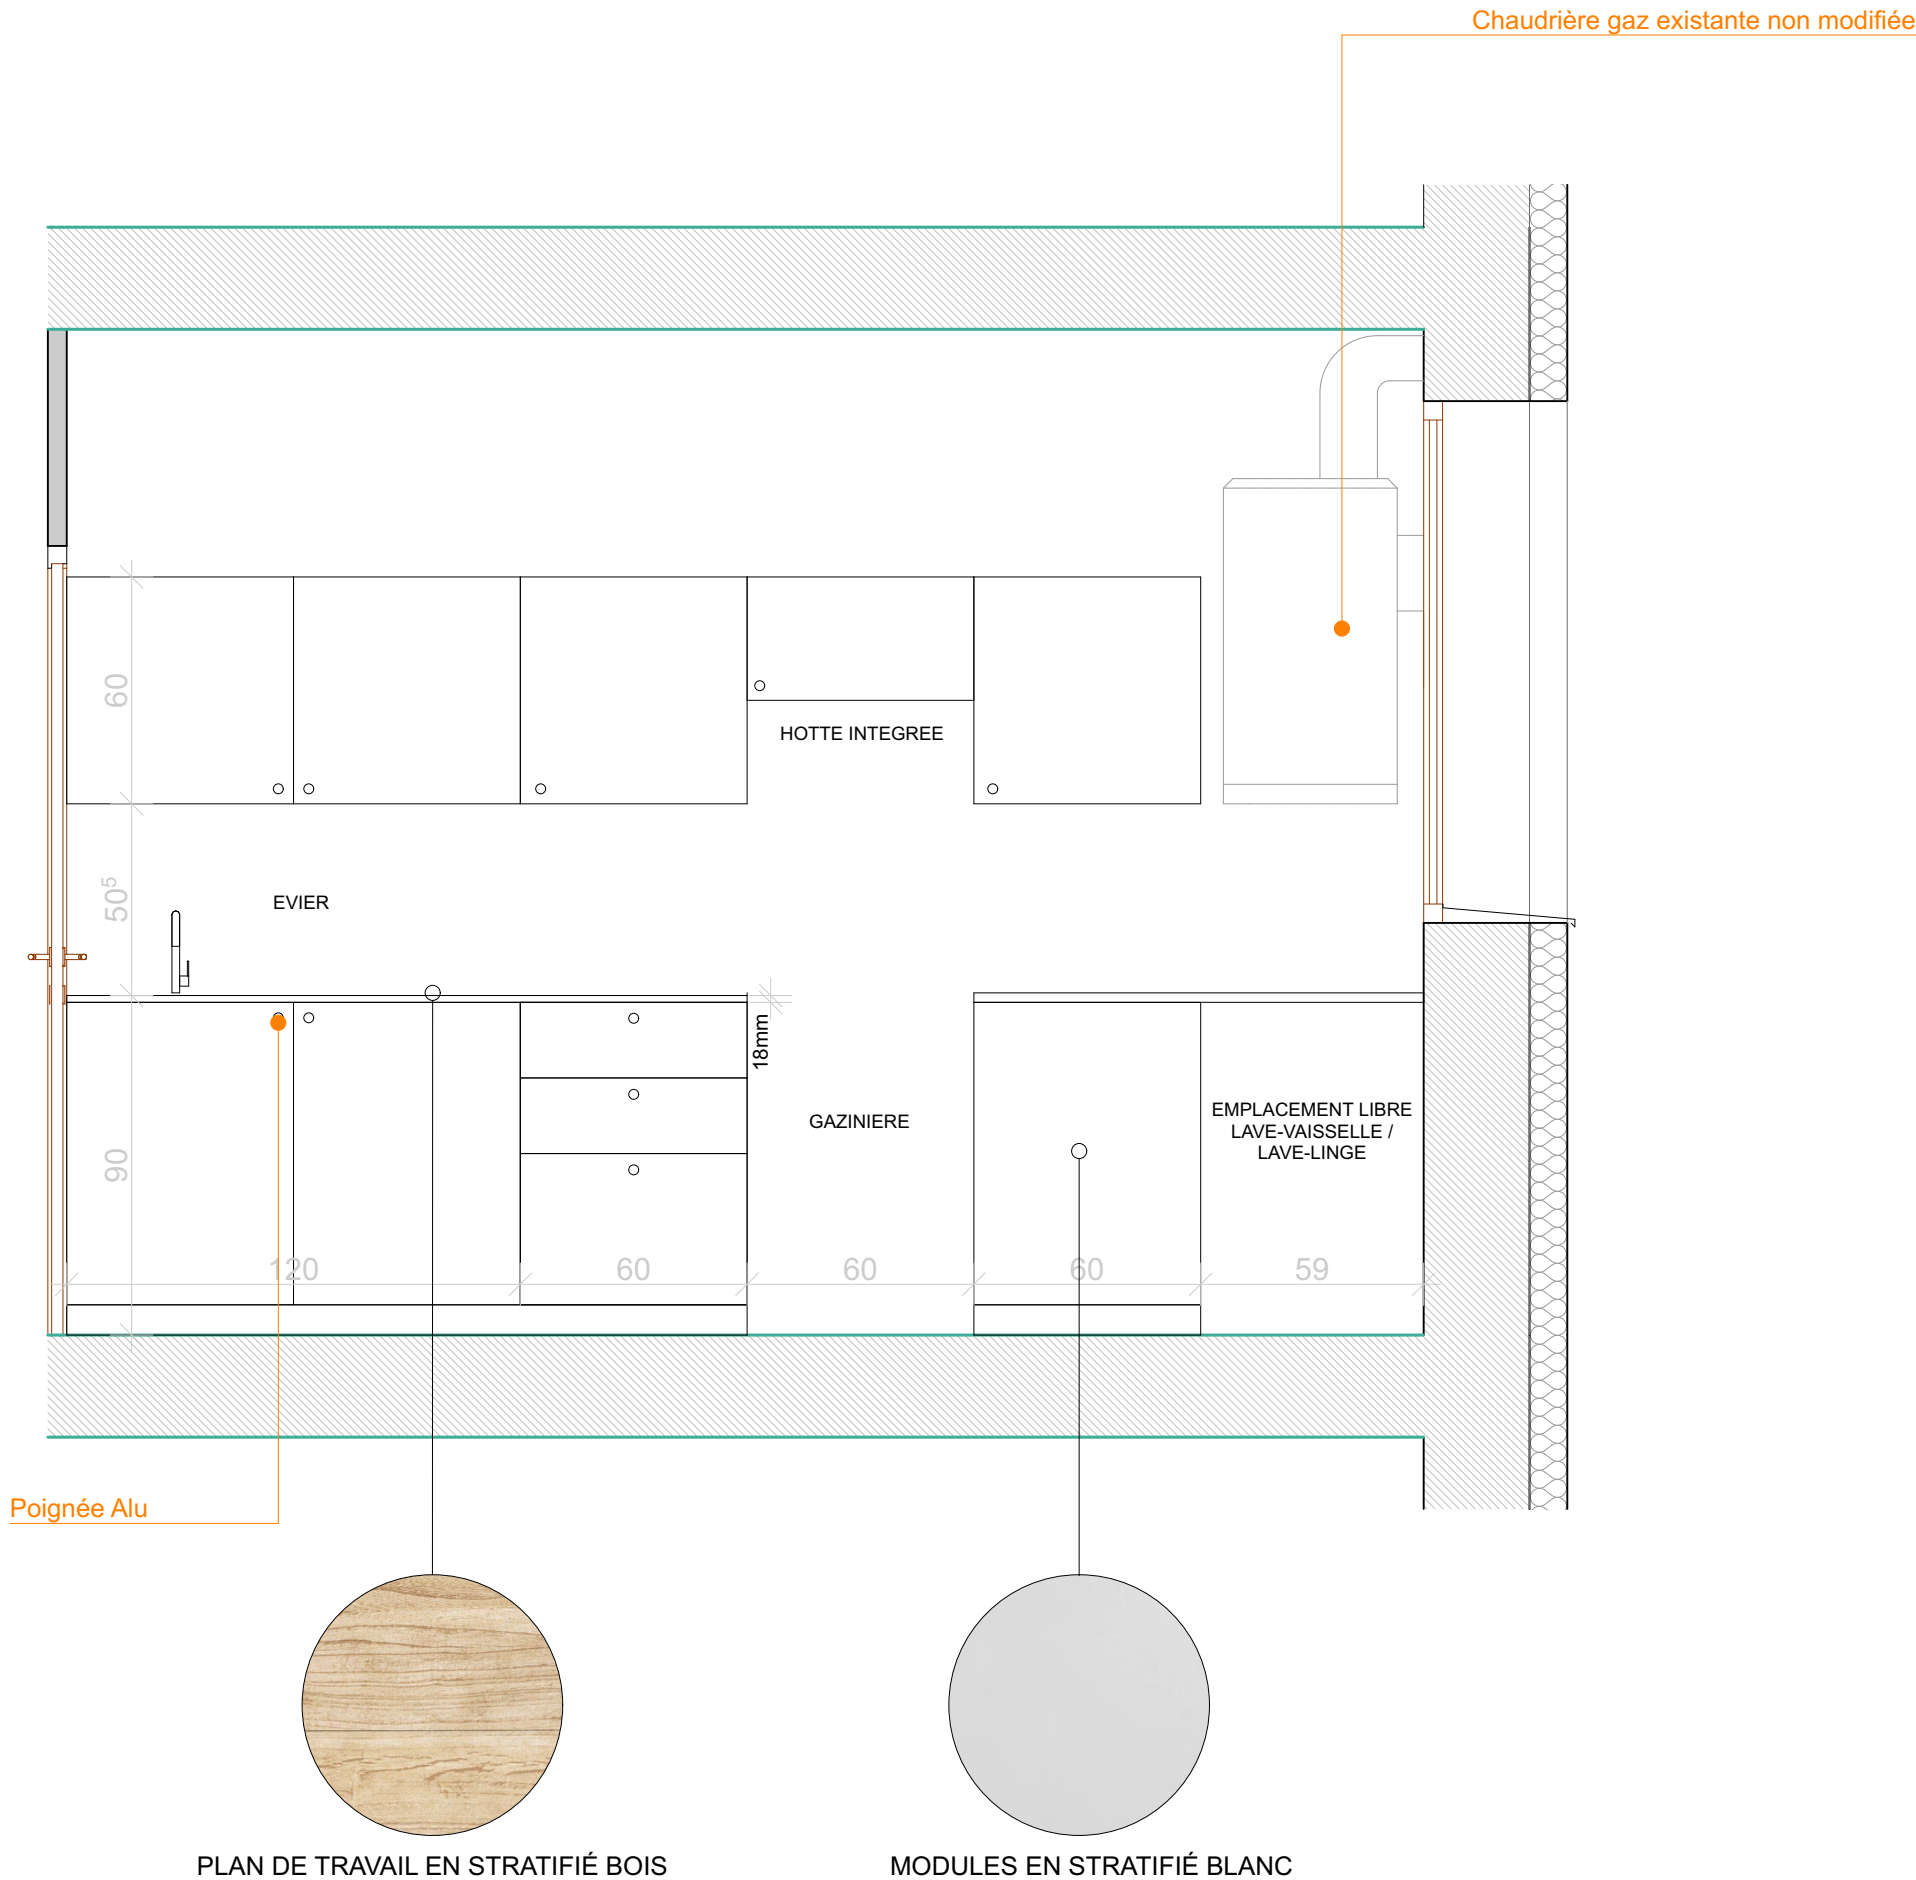 Chaudrière gaz existante non modifiée
60
HOTTE INTEGREE
50⁵
EVIER
18mm
GAZINIERE
EMPLACEMENT LIBRE
LAVE-VAISSELLE /
LAVE-LINGE
90
120
60
60
60
59
Poignée Alu
PLAN DE TRAVAIL EN STRATIFIÉ BOIS
MODULES EN STRATIFIÉ BLANC